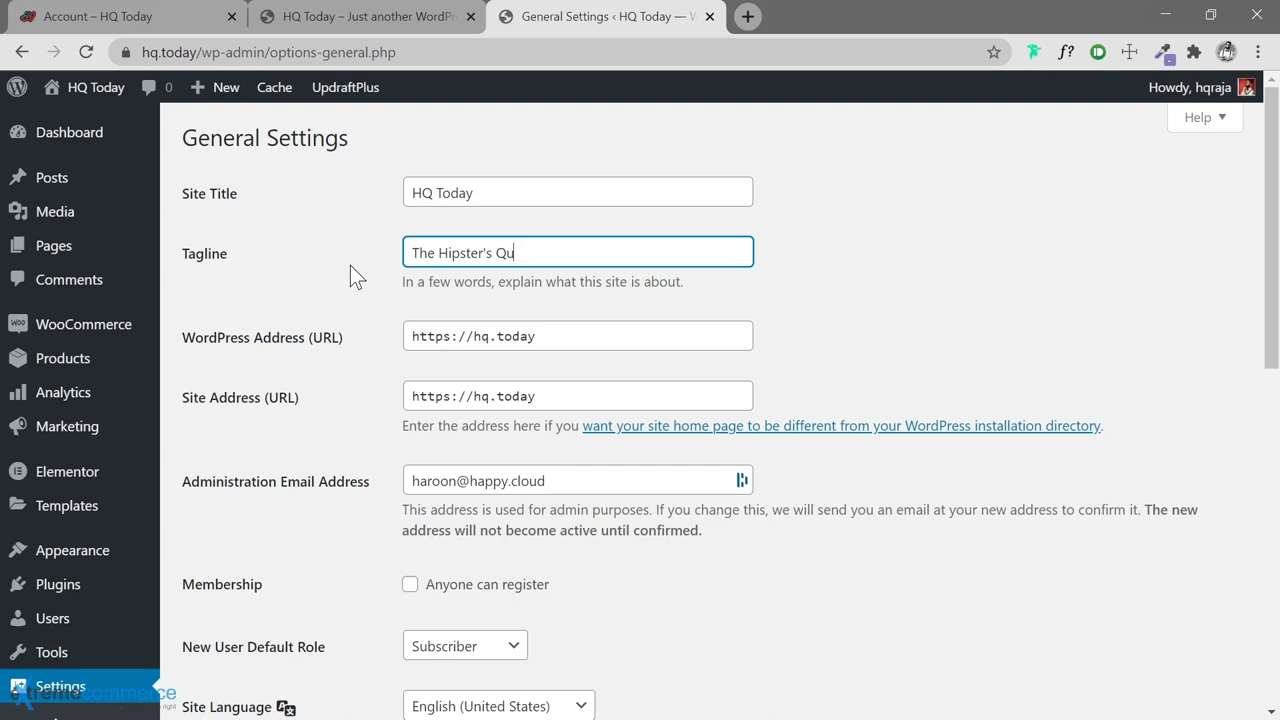 Account – HQ Today
HQ Today – Just another WordPr
General Settings ‹ HQ Today — W
hq.today/wp-admin/options-general.php
f?
HQ Today
0
New
Cache
UpdraftPlus
Howdy, hqraja
Dashboard
Posts
Media
Pages
Comments
WooCommerce
Products
Analytics
Marketing
Elementor
Templates
Appearance
Plugins
Users
Tools
Settings
Help
General Settings
Site Title
HQ Today
Tagline
The Hipster's Qu
In a few words, explain what this site is about.
WordPress Address (URL)
https://hq.today
Site Address (URL)
https://hq.today
Enter the address here if you want your site home page to be different from your WordPress installation directory.
Administration Email Address
haroon@happy.cloud
This address is used for admin purposes. If you change this, we will send you an email at your new address to confirm it. The new
address will not become active until confirmed.
Membership
Anyone can register
New User Default Role
Subscriber
Site Language
English (United States)